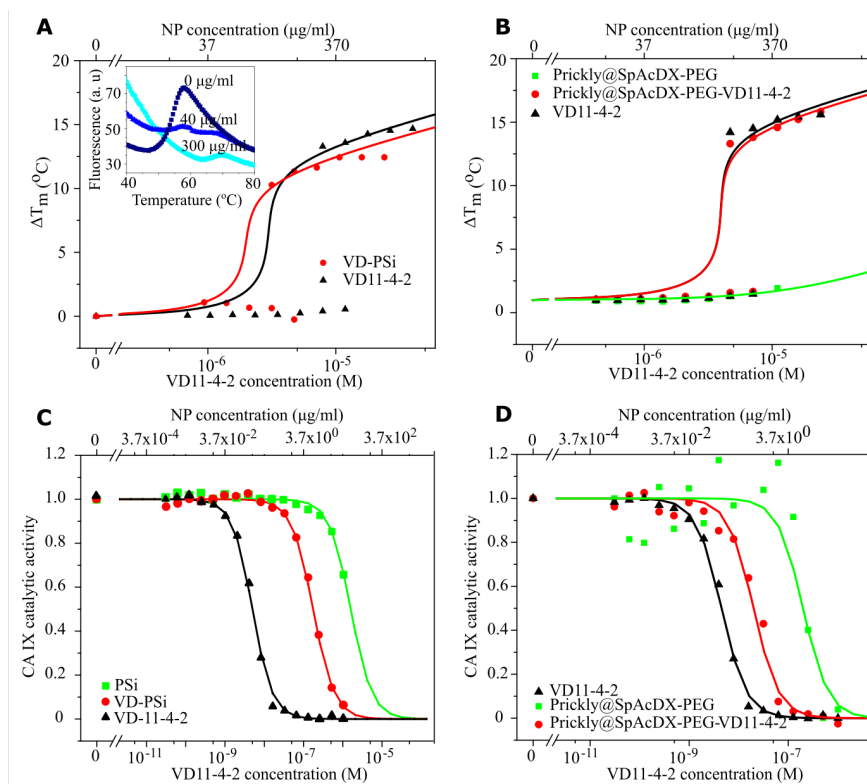 A
NP concentration (μg/ml)
0 37 370
20
15
10
5
0
ΔTm (°C)
Fluorescence (a. u)
70
50
30
0 μg/ml
40 μg/ml
300 μg/ml
40 60 80
Temperature (°C)
VD-PSi
VD11-4-2
0 10-6 10-5
VD11-4-2 concentration (M)
B
NP concentration (μg/ml)
0 37 370
Prickly@SpAcDX-PEG
Prickly@SpAcDX-PEG-VD11-4-2
VD11-4-2
20
15
10
5
0
ΔTm (°C)
0 10-6 10-5
VD11-4-2 concentration (M)
C
NP concentration (μg/ml)
0 3.7x10-4 3.7x10-2 3.7x100 3.7x102
1.2
1.0
0.8
0.6
0.4
0.2
0
CA IX catalytic activity
PSi
VD-PSi
VD-11-4-2
0 10-11 10-9 10-7 10-5
VD11-4-2 concentration (M)
D
NP concentration (μg/ml)
0 3.7x10-4 3.7x10-2 3.7x100
1.2
1.0
0.8
0.6
0.4
0.2
0
CA IX catalytic activity
VD11-4-2
Prickly@SpAcDX-PEG
Prickly@SpAcDX-PEG-VD11-4-2
0 10-11 10-9 10-7
VD11-4-2 concentration (M)